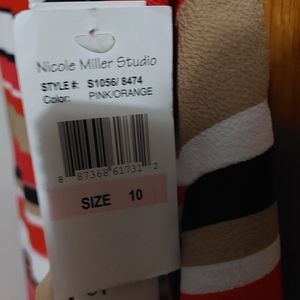 Nicole Miller Studio
STYLE #: S1056/ 8474
Color: PINK/ORANGE
8 87368 61731 2
SIZE 10